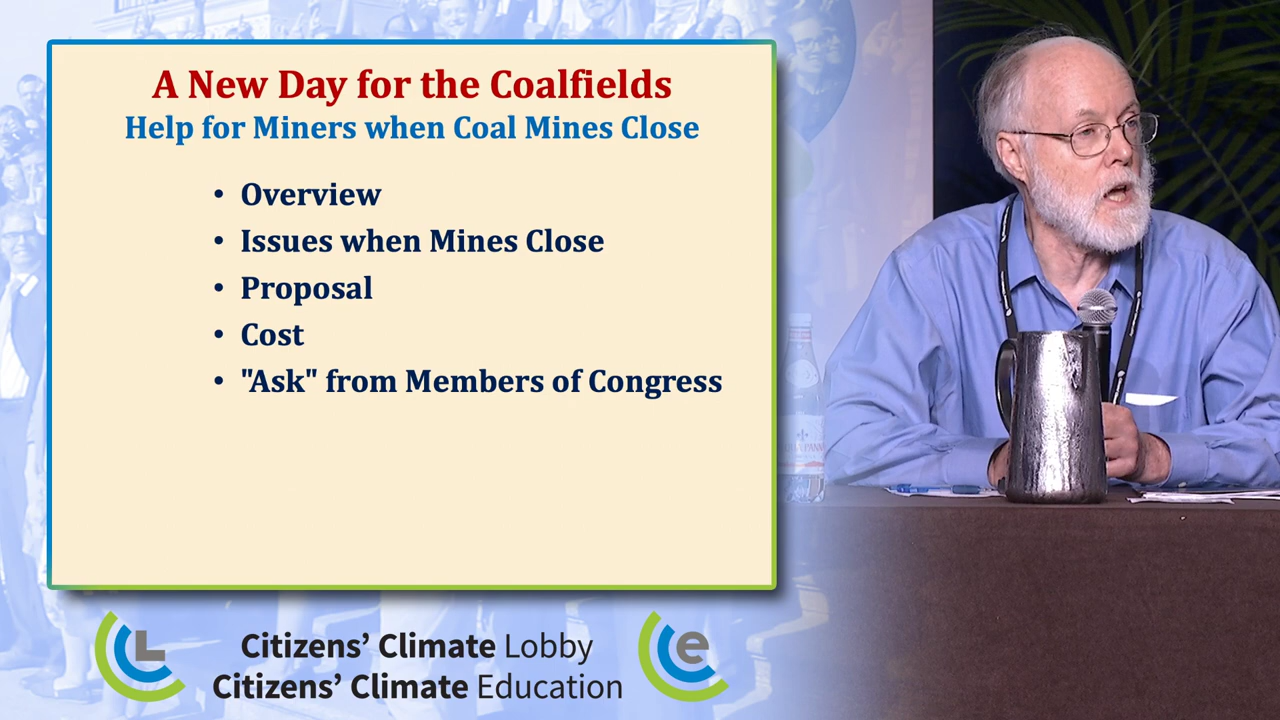 A New Day for the Coalfields
Help for Miners when Coal Mines Close
• Overview
• Issues when Mines Close
• Proposal
• Cost
• "Ask" from Members of Congress
L
Citizens' Climate Lobby
Citizens' Climate Education
e